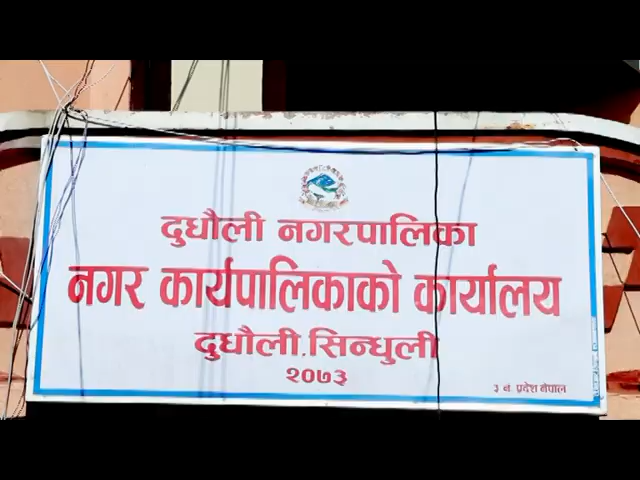 दुधौली नगरपालिका
नगर कार्यपालिकाको कार्यालय
दुधौली, सिन्धुली
२०७३
३ नं. प्रदेश नेपाल